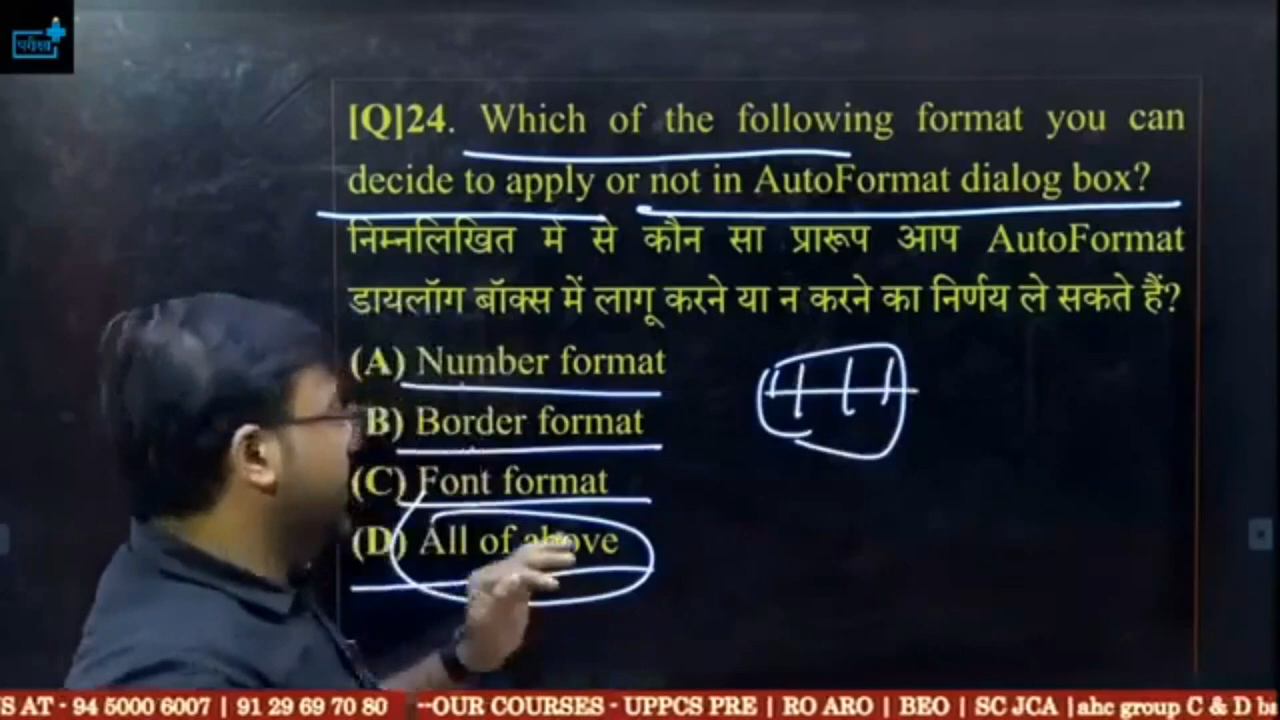 परीक्षा
[Q]24. Which of the following format you can
decide to apply or not in AutoFormat dialog box?
निम्नलिखित मे से कौन सा प्रारूप आप AutoFormat
डायलॉग बॉक्स में लागू करने या न करने का निर्णय ले सकते हैं?
(A) Number format
B) Border format
(C) Font format
(D) All of above
S AT - 94 5000 6007 | 91 29 69 70 80 --OUR COURSES - UPPCS PRE | RO ARO | BEO | SC JCA |ahc group C & D